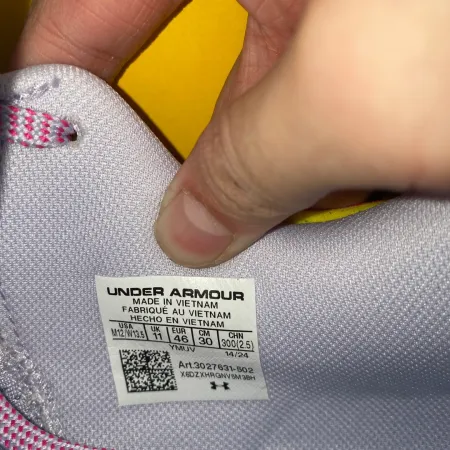 UNDER ARMOUR
MADE IN VIETNAM
FABRIQUÉ AU VIETNAM
HECHO EN VIETNAM
USA UK EUR CM CHN
M12/W13.5 11 46 30 300(2.5)
YMUV 14/24
Art.3027631-502
X6DZXHRGNV6M3BH